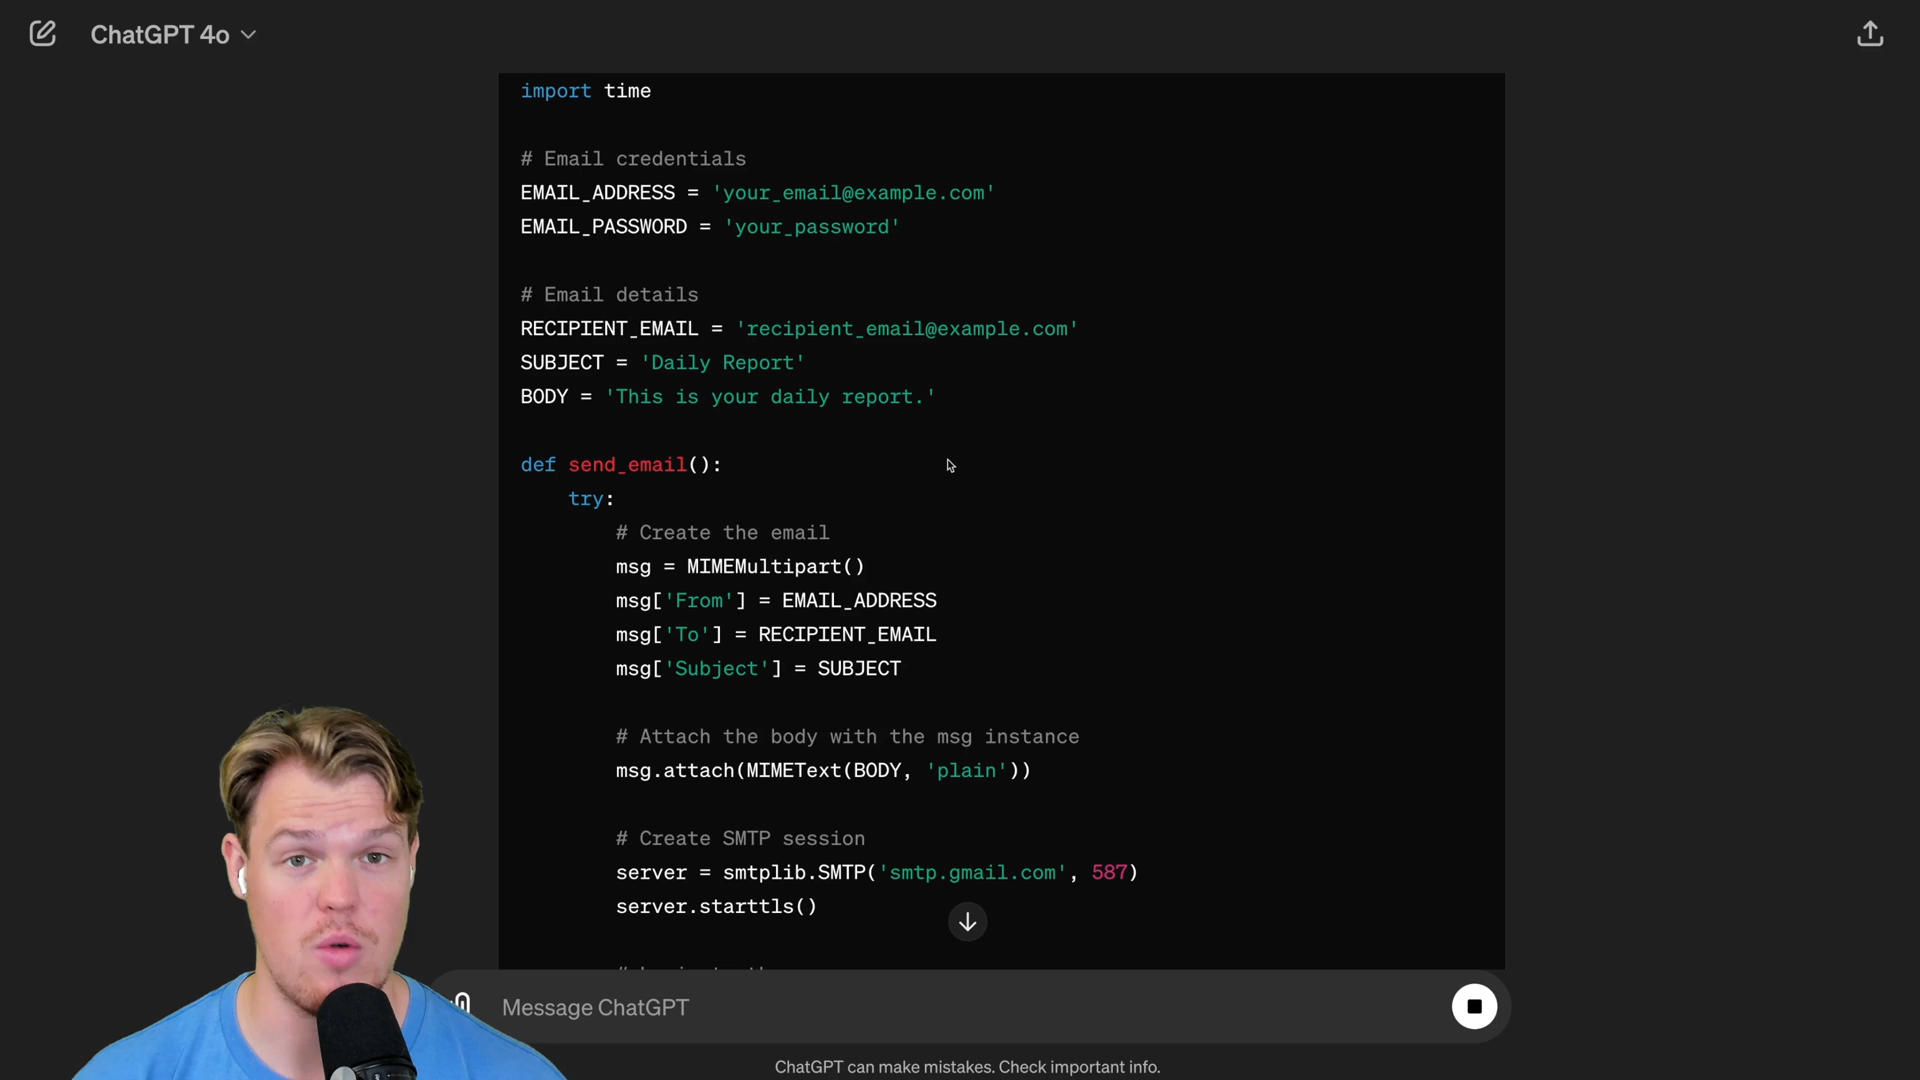 ChatGPT 4o
import time
# Email credentials
EMAIL_ADDRESS = 'your_email@example.com'
EMAIL_PASSWORD = 'your_password'
# Email details
RECIPIENT_EMAIL = 'recipient_email@example.com'
SUBJECT = 'Daily Report'
BODY = 'This is your daily report.'
def send_email():
try:
# Create the email
msg = MIMEMultipart()
msg['From'] = EMAIL_ADDRESS
msg['To'] = RECIPIENT_EMAIL
msg['Subject'] = SUBJECT
# Attach the body with the msg instance
msg.attach(MIMEText(BODY, 'plain'))
# Create SMTP session
server = smtplib.SMTP('smtp.gmail.com', 587)
server.starttls()
Message ChatGPT
ChatGPT can make mistakes. Check important info.